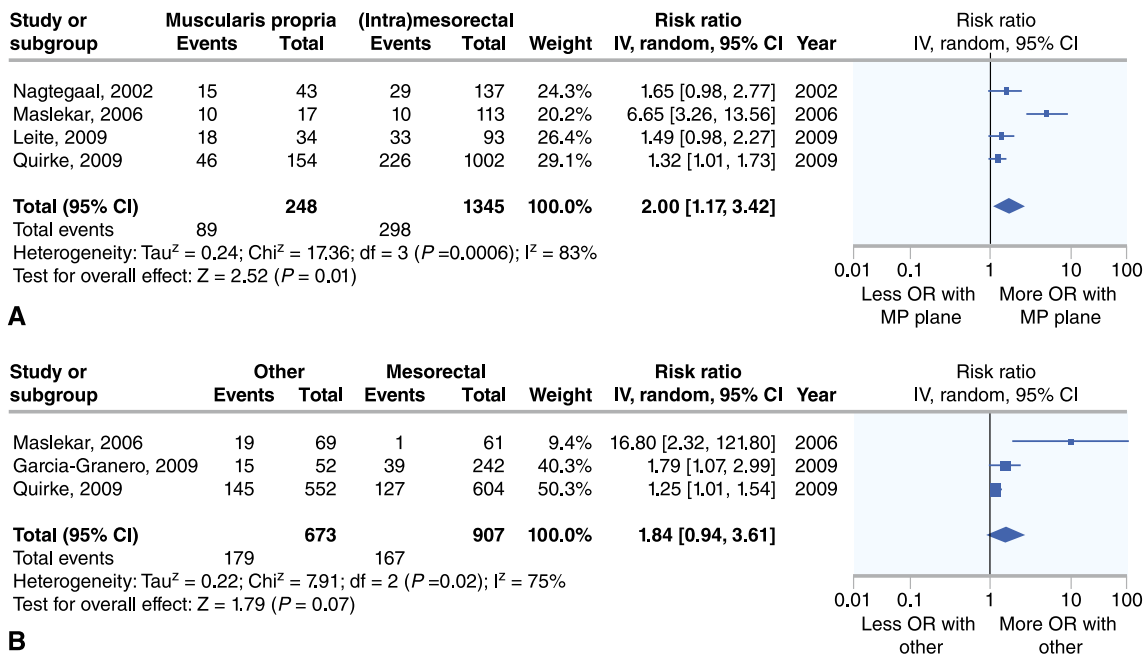 Study or Muscularis propria (Intra)mesorectal Risk ratio Risk ratio
subgroup Events Total Events Total Weight IV, random, 95% CI Year IV, random, 95% CI
Nagtegaal, 2002 15 43 29 137 24.3% 1.65 [0.98, 2.77] 2002
Maslekar, 2006 10 17 10 113 20.2% 6.65 [3.26, 13.56] 2006
Leite, 2009 18 34 33 93 26.4% 1.49 [0.98, 2.27] 2009
Quirke, 2009 46 154 226 1002 29.1% 1.32 [1.01, 1.73] 2009
Total (95% CI) 248 1345 100.0% 2.00 [1.17, 3.42]
Total events 89 298
Heterogeneity: Tauᶻ = 0.24; Chiᶻ = 17.36; df = 3 (P =0.0006); Iᶻ = 83%
Test for overall effect: Z = 2.52 (P = 0.01)
0.01 0.1 1 10 100
Less OR with More OR with
MP plane MP plane
A
Study or Other Mesorectal Risk ratio Risk ratio
subgroup Events Total Events Total Weight IV, random, 95% CI Year IV, random, 95% CI
Maslekar, 2006 19 69 1 61 9.4% 16.80 [2.32, 121.80] 2006
Garcia-Granero, 2009 15 52 39 242 40.3% 1.79 [1.07, 2.99] 2009
Quirke, 2009 145 552 127 604 50.3% 1.25 [1.01, 1.54] 2009
Total (95% CI) 673 907 100.0% 1.84 [0.94, 3.61]
Total events 179 167
Heterogeneity: Tauᶻ = 0.22; Chiᶻ = 7.91; df = 2 (P =0.02); Iᶻ = 75%
Test for overall effect: Z = 1.79 (P = 0.07)
0.01 0.1 1 10 100
Less OR with More OR with
other other
B